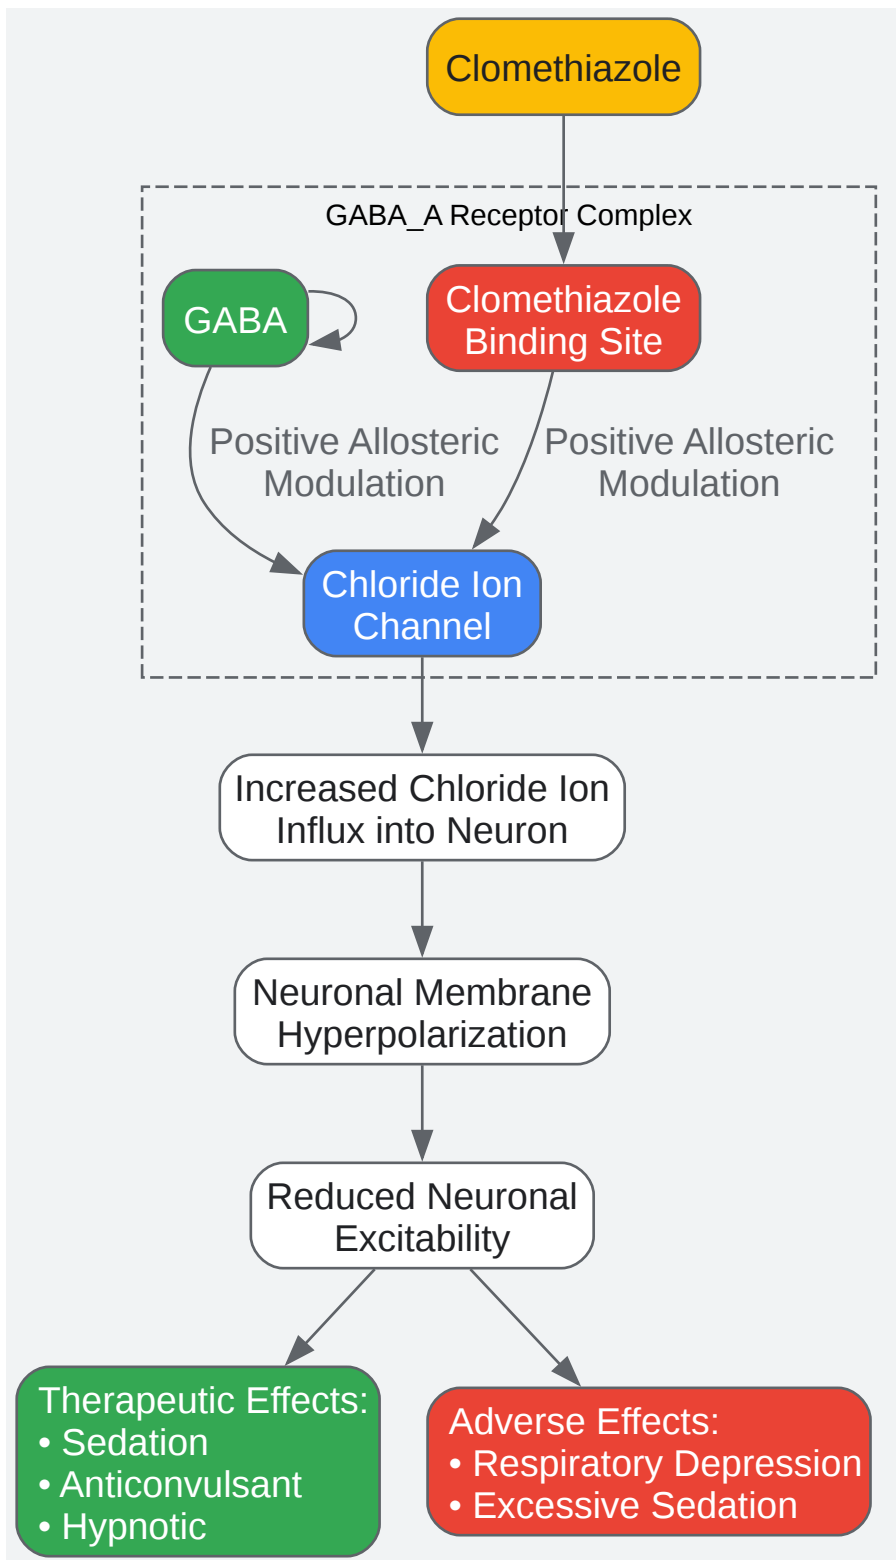 Clomethiazole
GABA_A Receptor Complex
GABA
Clomethiazole
Binding Site
Positive Allosteric
Modulation
Positive Allosteric
Modulation
Chloride Ion
Channel
Increased Chloride Ion
Influx into Neuron
Neuronal Membrane
Hyperpolarization
Reduced Neuronal
Excitability
Therapeutic Effects:
• Sedation
• Anticonvulsant
• Hypnotic
Adverse Effects:
• Respiratory Depression
• Excessive Sedation